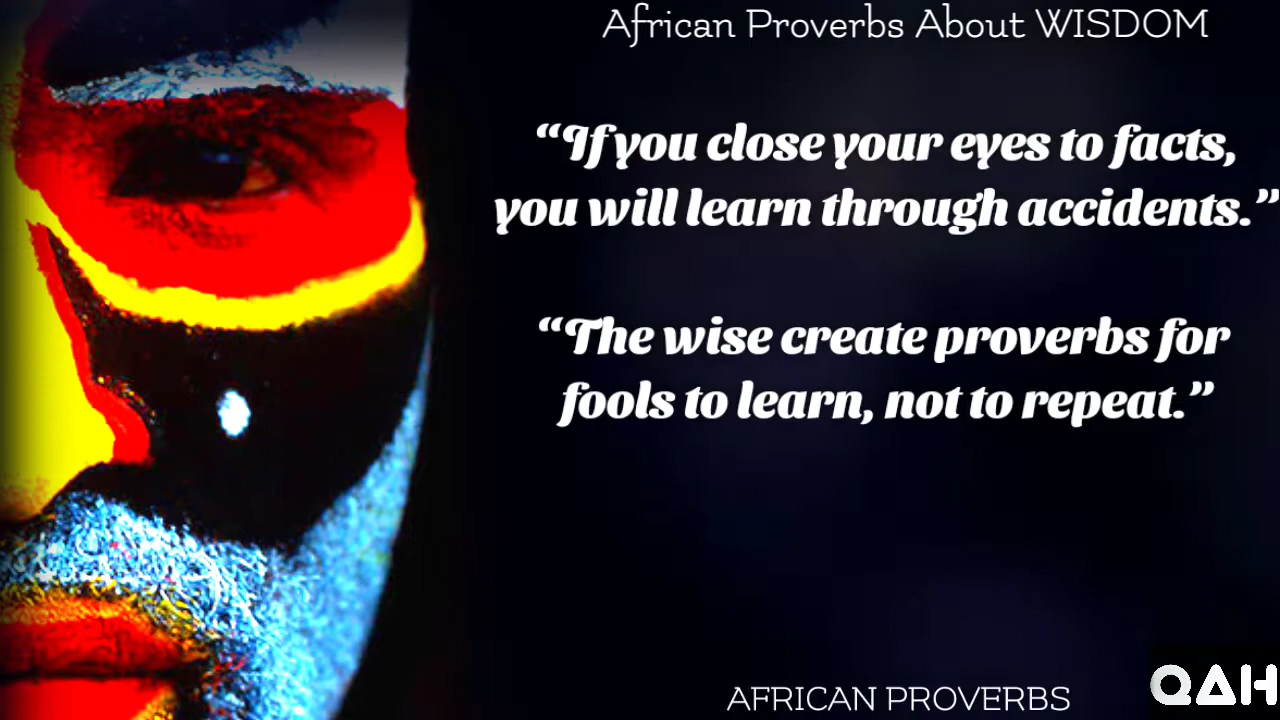 African Proverbs About WISDOM
“If you close your eyes to facts,
you will learn through accidents.”
“The wise create proverbs for
fools to learn, not to repeat.”
AFRICAN PROVERBS
QAH